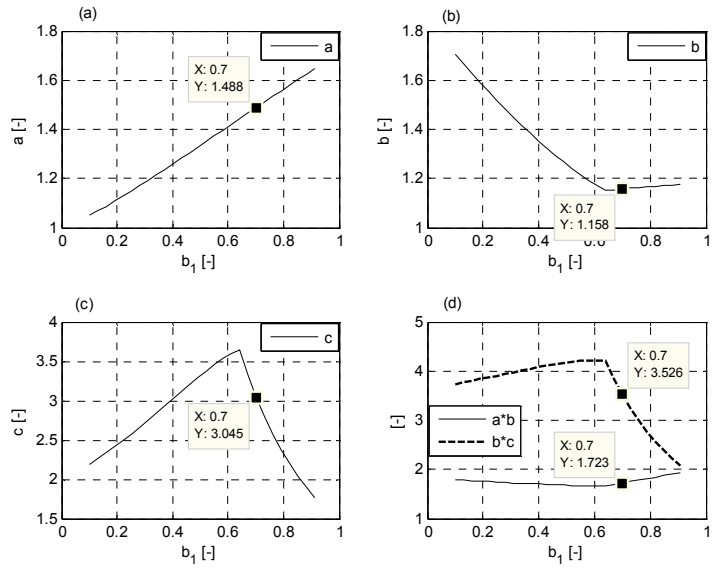 (a)
1.8
1.6
1.4
1.2
1
a [-]
a
X: 0.7
Y: 1.488
0
0.2
0.4
0.6
0.8
1
b1 [-]
(b)
1.8
1.6
1.4
1.2
1
b [-]
b
X: 0.7
Y: 1.158
0
0.2
0.4
0.6
0.8
1
b1 [-]
(c)
4
3.5
3
2.5
2
1.5
c [-]
c
X: 0.7
Y: 3.045
0
0.2
0.4
0.6
0.8
1
b1 [-]
(d)
5
4
3
2
1
[-]
X: 0.7
Y: 3.526
a*b
b*c
X: 0.7
Y: 1.723
0
0.2
0.4
0.6
0.8
1
b1 [-]